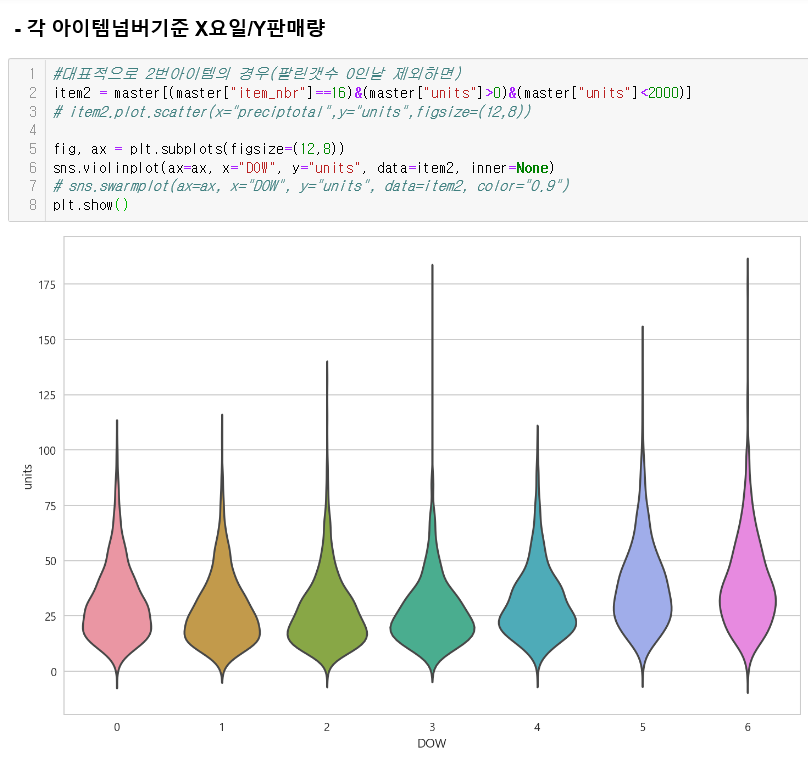 - 각 아이템넘버기준 X요일/Y판매량
1 #대표적으로 2번아이템의 경우(팔린갯수 0인날 제외하면)
2 item2 = master[(master["item_nbr"]==16)&(master["units"]>0)&(master["units"]<2000)]
3 # item2.plot.scatter(x="preciptotal",y="units",figsize=(12,8))
4
5 fig, ax = plt.subplots(figsize=(12,8))
6 sns.violinplot(ax=ax, x="DOW", y="units", data=item2, inner=None)
7 # sns.swarmplot(ax=ax, x="DOW", y="units", data=item2, color="0.9")
8 plt.show()
175
150
125
100
75
50
25
0
units
0 1 2 3 4 5 6
DOW